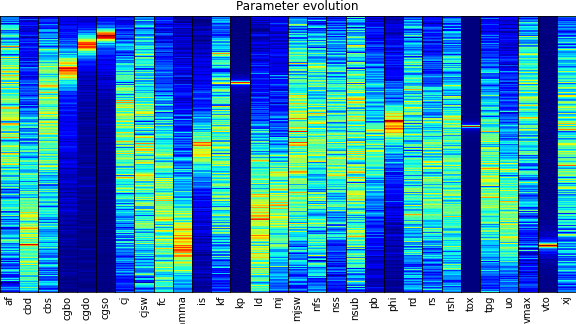 Parameter evolution
af
cbd
cbs
cgbo
cgdo
cgso
cj
cjsw
fc
is
kf
kp
ld
mj
mjsw
nfs
nss
nsub
pb
phi
rd
rs
rsh
tox
tpg
uo
vmax
vto
xj